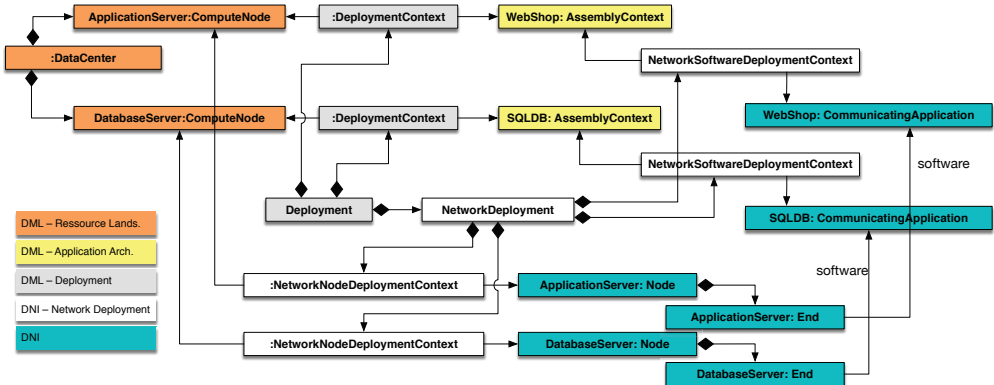 ApplicationServer:ComputeNode
:DeploymentContext
WebShop: AssemblyContext
:DataCenter
NetworkSoftwareDeploymentContext
DatabaseServer:ComputeNode
:DeploymentContext
SQLDB: AssemblyContext
WebShop: CommunicatingApplication
NetworkSoftwareDeploymentContext
software
Deployment
NetworkDeployment
SQLDB: CommunicatingApplication
DML – Ressource Lands.
DML – Application Arch.
DML – Deployment
DNI – Network Deployment
DNI
software
:NetworkNodeDeploymentContext
ApplicationServer: Node
ApplicationServer: End
:NetworkNodeDeploymentContext
DatabaseServer: Node
DatabaseServer: End